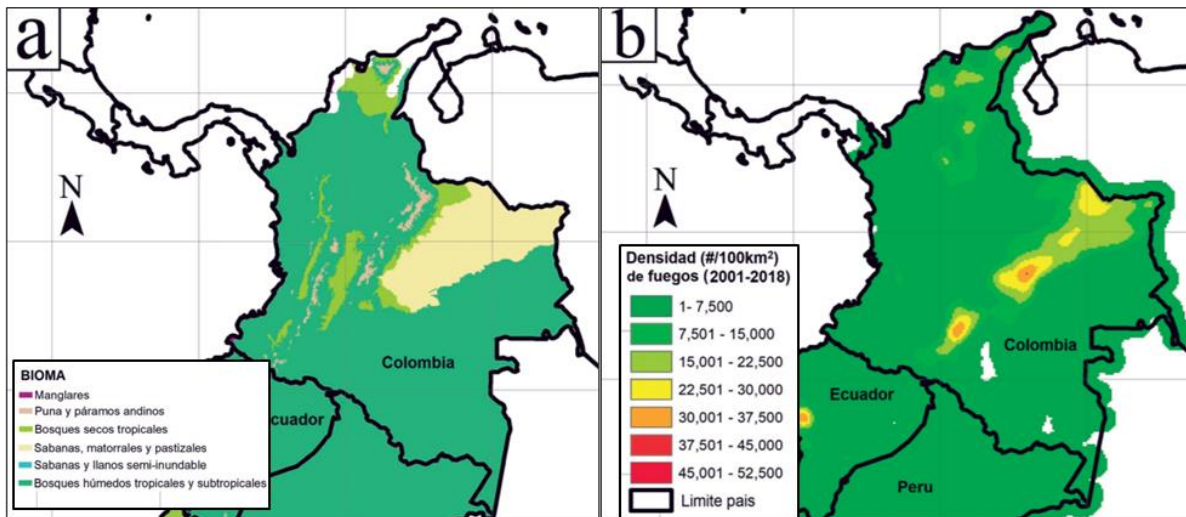 a
N
Colombia
cuador
BIOMA
Manglares
Puna y páramos andinos
Bosques secos tropicales
Sabanas, matorrales y pastizales
Sabanas y llanos semi-inundable
Bosques húmedos tropicales y subtropicales
b
N
Densidad (#/100km²)
de fuegos (2001-2018)
1- 7,500
7,501 - 15,000
15,001 - 22,500
22,501 - 30,000
30,001 - 37,500
37,501 - 45,000
45,001 - 52,500
Limite pais
Colombia
Ecuador
Peru